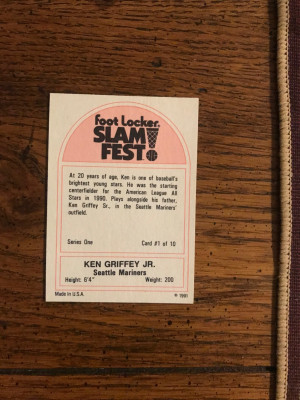 foot Locker.
SLAM
FEST
At 20 years of age, Ken is one of baseball's
brightest young stars. He was the starting
centerfielder for the American League All
Stars in 1990. Plays alongside his father,
Ken Griffey Sr., in the Seattle Mariners'
outfield.
Series One Card #1 of 10
KEN GRIFFEY JR.
Seattle Mariners
Height: 6'4" Weight: 200
Made in U.S.A © 1991